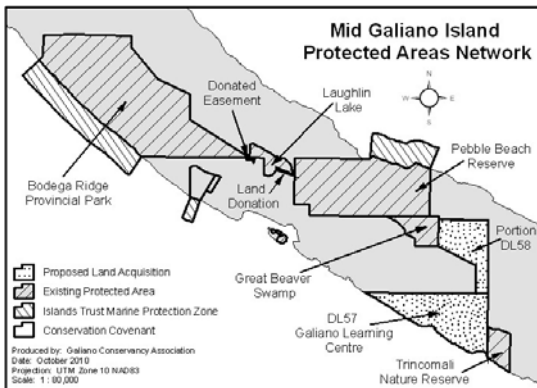 Mid Galiano Island
Protected Areas Network
Donated
Easement
Laughlin
Lake
N
W
E
S
Pebble Beach
Reserve
Bodega Ridge
Provincial Park
Land
Donation
Portion
DL58
Great Beaver
Swamp
DL57
Galiano Learning
Centre
Trincomali
Nature Reserve
Proposed Land Acquisition
Existing Protected Area
Islands Trust Marine Protection Zone
Conservation Covenant
Produced by: Galiano Conservancy Association
Date: October 2010
Projection: UTM Zone 10 NAD83
Scale: 1 : 80,000